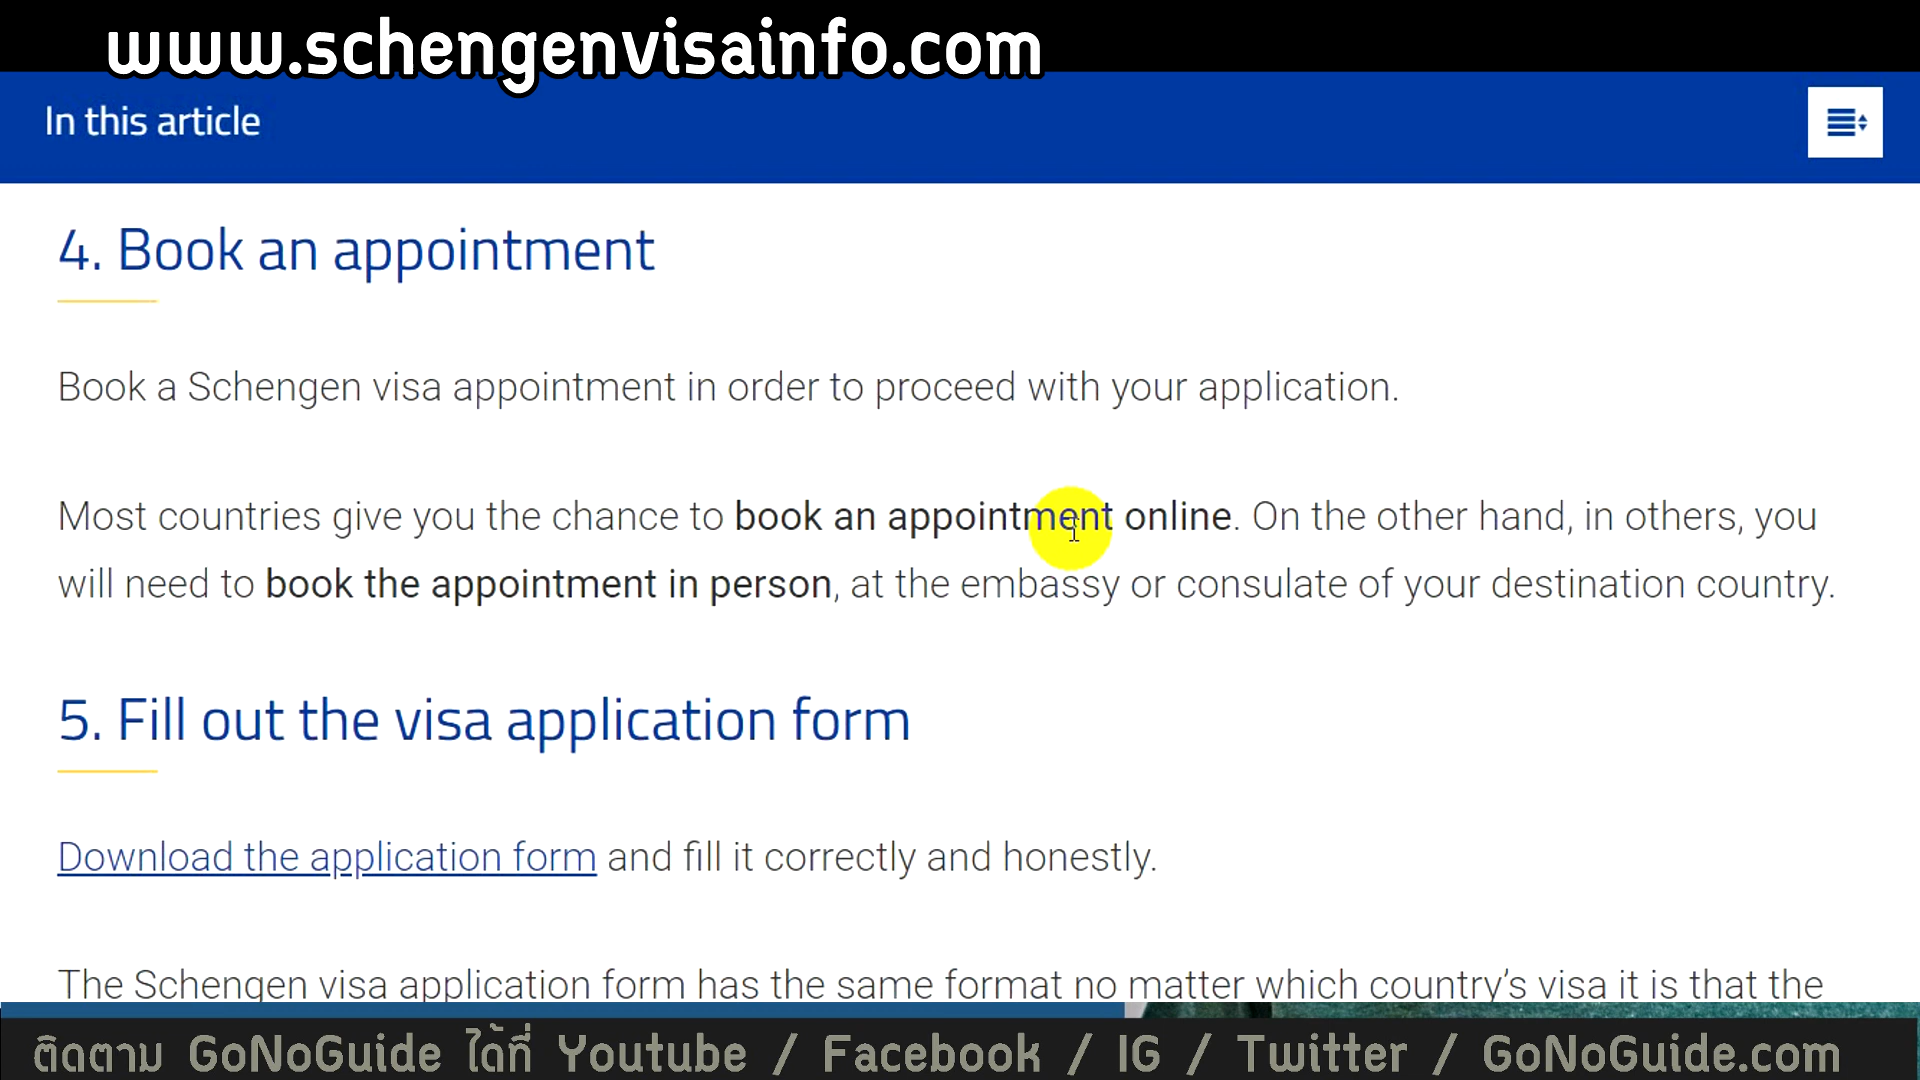 www.schengenvisainfo.com
In this article
4. Book an appointment
Book a Schengen visa appointment in order to proceed with your application.
Most countries give you the chance to book an appointment online. On the other hand, in others, you
will need to book the appointment in person, at the embassy or consulate of your destination country.
5. Fill out the visa application form
Download the application form and fill it correctly and honestly.
The Schengen visa application form has the same format no matter which country’s visa it is that the
ติดตาม GoNoGuide ได้ที่ Youtube / Facebook / IG / Twitter / GoNoGuide.com